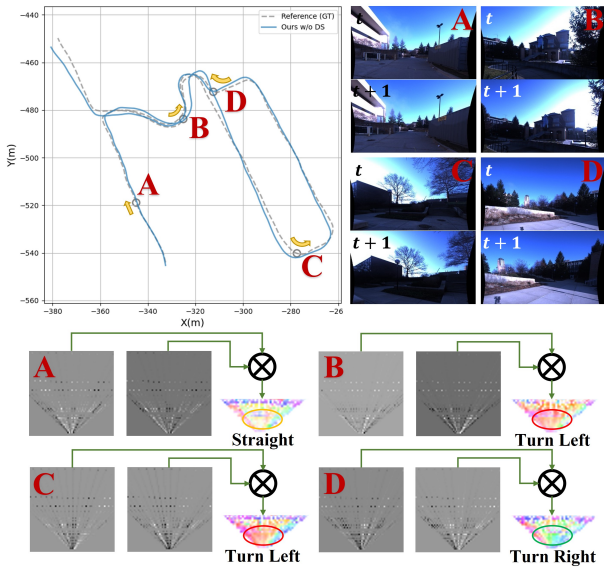 Reference (GT)
Ours w/o DS
−440
−460
−480
−500
−520
−540
−560
Y(m)
−380
−360
−340
−320
−300
−280
−260
X(m)
A
B
C
D
t
A
t + 1
t
B
t + 1
t
C
t + 1
t
D
t + 1
A
Straight
B
Turn Left
C
Turn Left
D
Turn Right